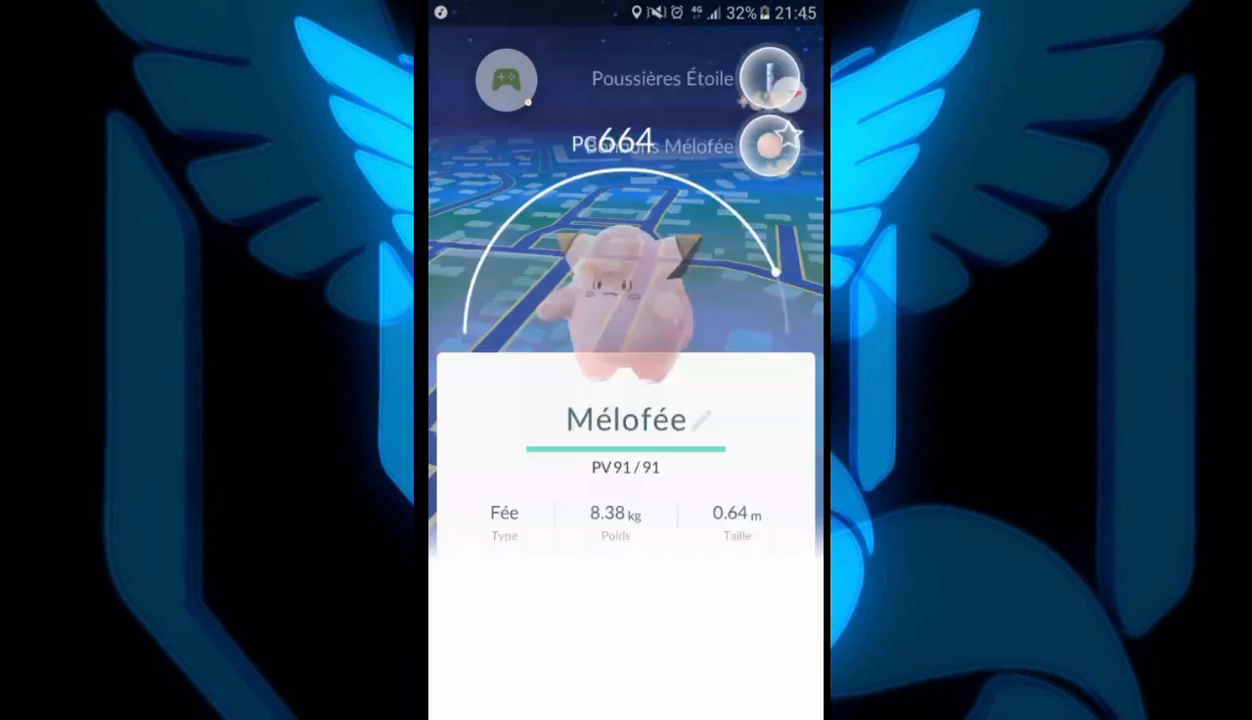 4G 32% 21:45
Poussières Étoile
PC664
Bonbons Mélofée
Mélofée
PV 91 / 91
Fée 8.38 kg 0.64 m
Type Poids Taille